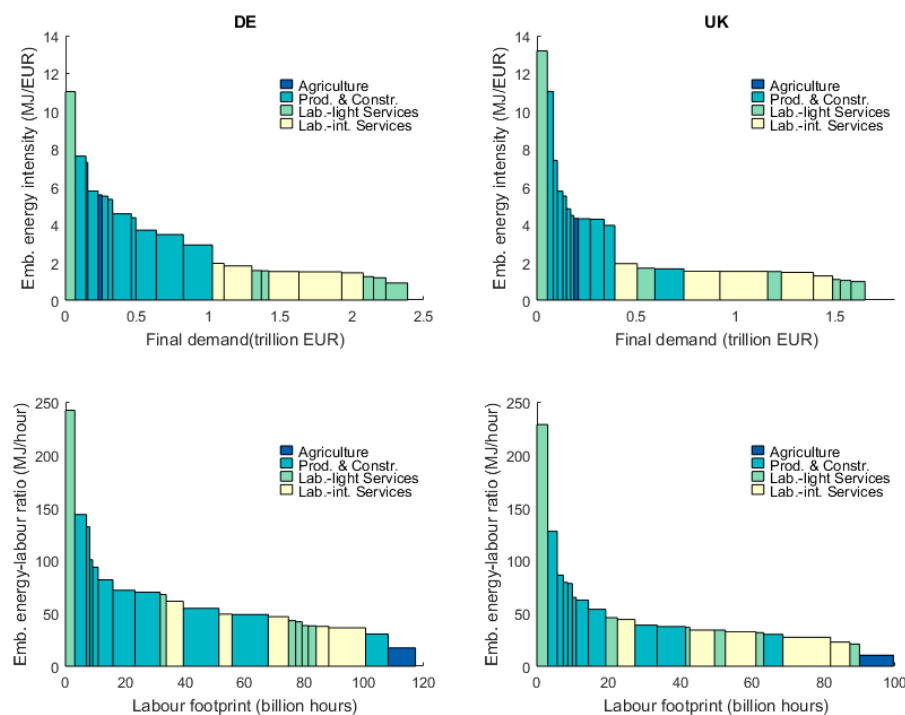 DE
Emb. energy intensity (MJ/EUR)
14
12
10
8
6
4
2
0
Agriculture
Prod. & Constr.
Lab.-light Services
Lab.-int. Services
0 0.5 1 1.5 2 2.5
Final demand(trillion EUR)
UK
Emb. energy intensity (MJ/EUR)
14
12
10
8
6
4
2
0
Agriculture
Prod. & Constr.
Lab.-light Services
Lab.-int. Services
0 0.5 1 1.5
Final demand (trillion EUR)
Emb. energy-labour ratio (MJ/hour)
250
200
150
100
50
0
Agriculture
Prod. & Constr.
Lab.-light Services
Lab.-int. Services
0 20 40 60 80 100 120
Labour footprint (billion hours)
Emb. energy-labour ratio (MJ/hour)
250
200
150
100
50
0
Agriculture
Prod. & Constr.
Lab.-light Services
Lab.-int. Services
0 20 40 60 80 100
Labour footprint (billion hours)